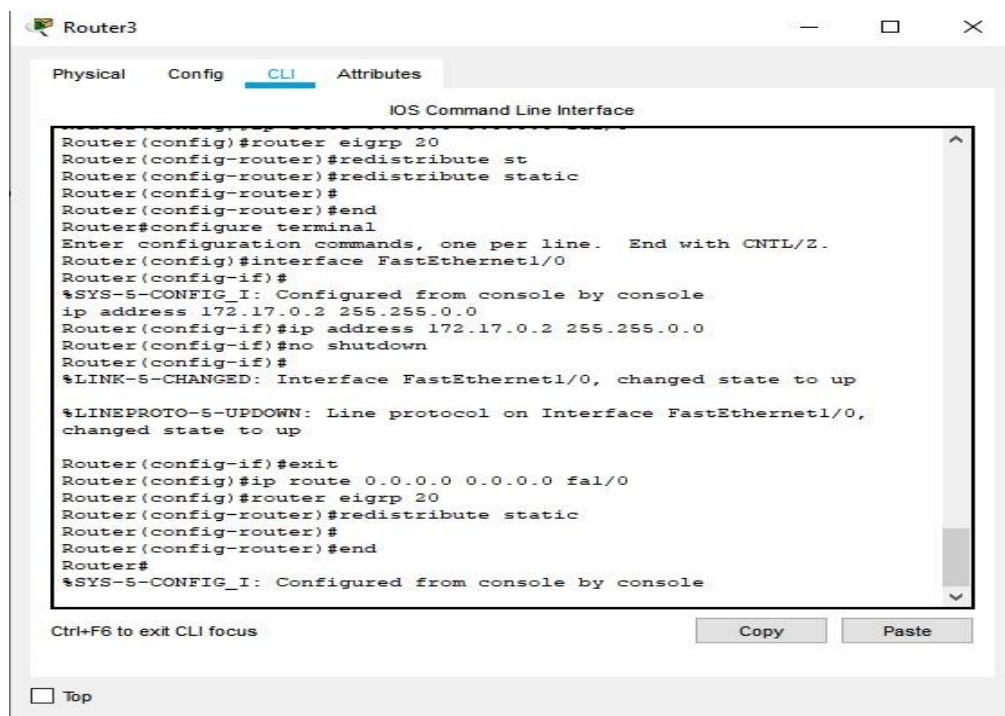 Router3
Physical Config CLI Attributes
IOS Command Line Interface
Router(config)#router eigrp 20
Router(config-router)#redistribute st
Router(config-router)#redistribute static
Router(config-router)#
Router(config-router)#end
Router#configure terminal
Enter configuration commands, one per line.  End with CNTL/Z.
Router(config)#interface FastEthernet1/0
Router(config-if)#
%SYS-5-CONFIG_I: Configured from console by console
ip address 172.17.0.2 255.255.0.0
Router(config-if)#ip address 172.17.0.2 255.255.0.0
Router(config-if)#no shutdown
Router(config-if)#
%LINK-5-CHANGED: Interface FastEthernet1/0, changed state to up
%LINEPROTO-5-UPDOWN: Line protocol on Interface FastEthernet1/0,
changed state to up
Router(config-if)#exit
Router(config)#ip route 0.0.0.0 0.0.0.0 fa1/0
Router(config)#router eigrp 20
Router(config-router)#redistribute static
Router(config-router)#
Router(config-router)#end
Router#
%SYS-5-CONFIG_I: Configured from console by console
Ctrl+F6 to exit CLI focus
Copy Paste
Top